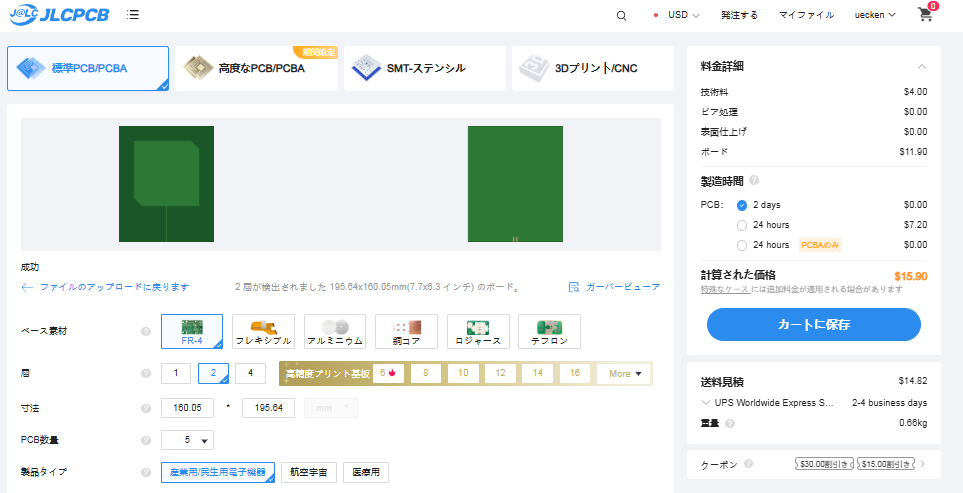 J@LC JLCPCB
USD
発注する
マイファイル
uecken
0
標準PCB/PCBA
高度なPCB/PCBA
期間限定
SMT-ステンシル
3Dプリント/CNC
成功
ファイルのアップロードに戻ります
2 層が検出されました 195.64x160.05mm(7.7x6.3 インチ) のボード。
ガーバービューア
ベース素材
FR-4
フレキシブル
アルミニウム
銅コア
ロジャース
テフロン
層
1
2
4
高精度プリント基板
6
8
10
12
14
16
More
寸法
160.05
*
195.64
mm
PCB数量
5
製品タイプ
産業用/民生用電子機器
航空宇宙
医療用
料金詳細
技術料 $4.00
ビア処理 $0.00
表面仕上げ $0.00
ボード $11.90
製造時間
PCB: 2 days $0.00
24 hours $7.20
24 hours PCBAのみ $0.00
計算された価格 $15.90
特殊なケース には追加料金が適用される場合があります
カートに保存
送料見積 $14.82
UPS Worldwide Express S... 2-4 business days
重量 0.66kg
クーポン $30.00割引き $15.00割引き